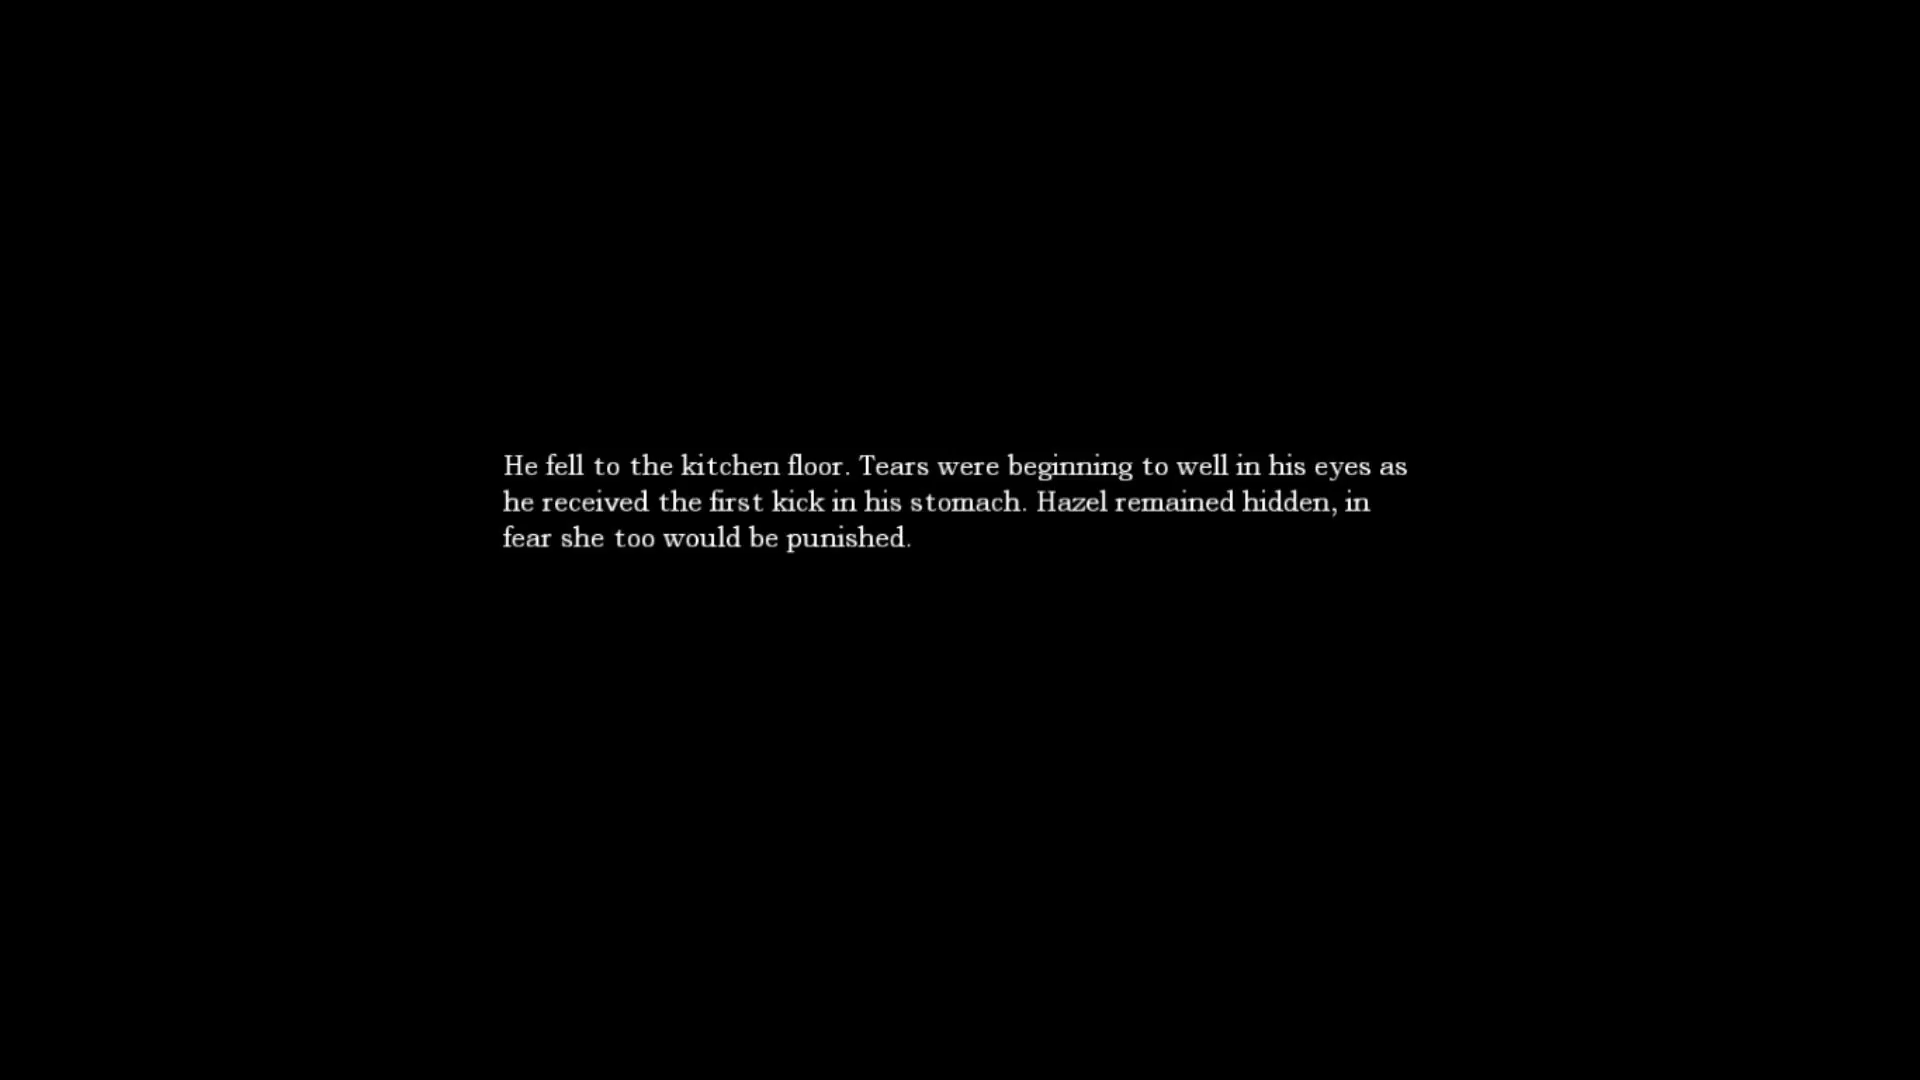 He fell to the kitchen floor. Tears were beginning to well in his eyes as
he received the first kick in his stomach. Hazel remained hidden, in
fear she too would be punished.